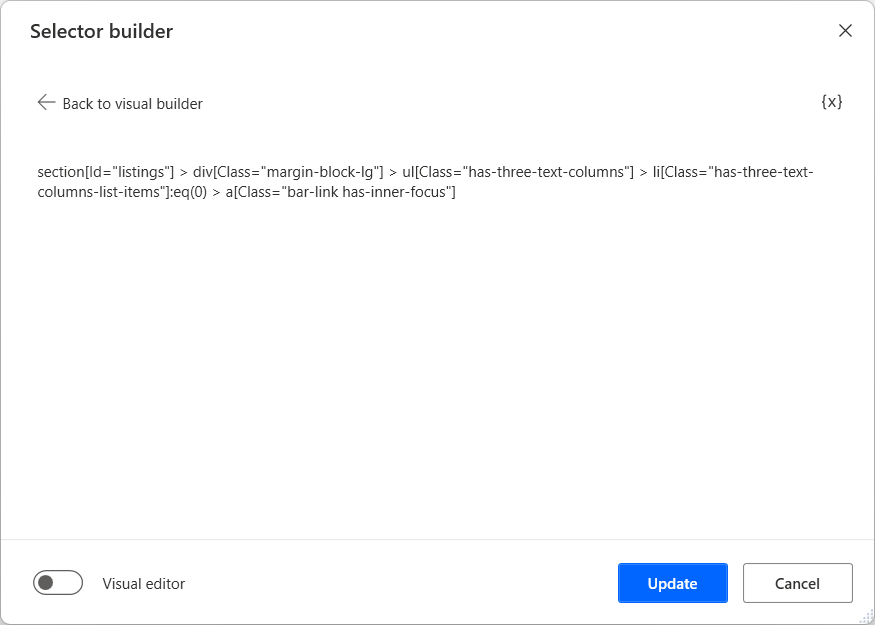 Selector builder
Back to visual builder
{x}
section[Id="listings"] > div[Class="margin-block-lg"] > ul[Class="has-three-text-columns"] > li[Class="has-three-text-
columns-list-items"]:eq(0) > a[Class="bar-link has-inner-focus"]
Visual editor
Update
Cancel